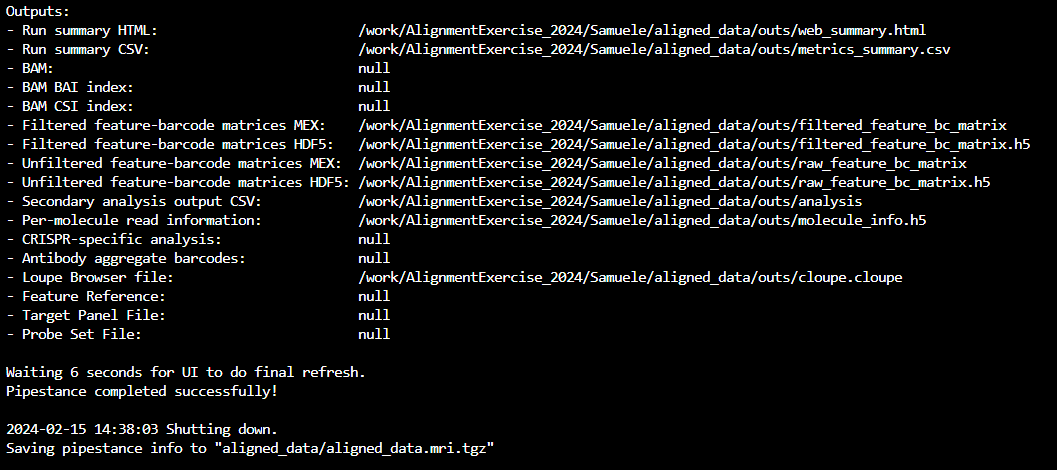 Outputs:
- Run summary HTML: /work/AlignmentExercise_2024/Samuele/aligned_data/outs/web_summary.html
- Run summary CSV: /work/AlignmentExercise_2024/Samuele/aligned_data/outs/metrics_summary.csv
- BAM: null
- BAM BAI index: null
- BAM CSI index: null
- Filtered feature-barcode matrices MEX: /work/AlignmentExercise_2024/Samuele/aligned_data/outs/filtered_feature_bc_matrix
- Filtered feature-barcode matrices HDF5: /work/AlignmentExercise_2024/Samuele/aligned_data/outs/filtered_feature_bc_matrix.h5
- Unfiltered feature-barcode matrices MEX: /work/AlignmentExercise_2024/Samuele/aligned_data/outs/raw_feature_bc_matrix
- Unfiltered feature-barcode matrices HDF5: /work/AlignmentExercise_2024/Samuele/aligned_data/outs/raw_feature_bc_matrix.h5
- Secondary analysis output CSV: /work/AlignmentExercise_2024/Samuele/aligned_data/outs/analysis
- Per-molecule read information: /work/AlignmentExercise_2024/Samuele/aligned_data/outs/molecule_info.h5
- CRISPR-specific analysis: null
- Antibody aggregate barcodes: null
- Loupe Browser file: /work/AlignmentExercise_2024/Samuele/aligned_data/outs/cloupe.cloupe
- Feature Reference: null
- Target Panel File: null
- Probe Set File: null
Waiting 6 seconds for UI to do final refresh.
Pipestance completed successfully!
2024-02-15 14:38:03 Shutting down.
Saving pipestance info to "aligned_data/aligned_data.mri.tgz"